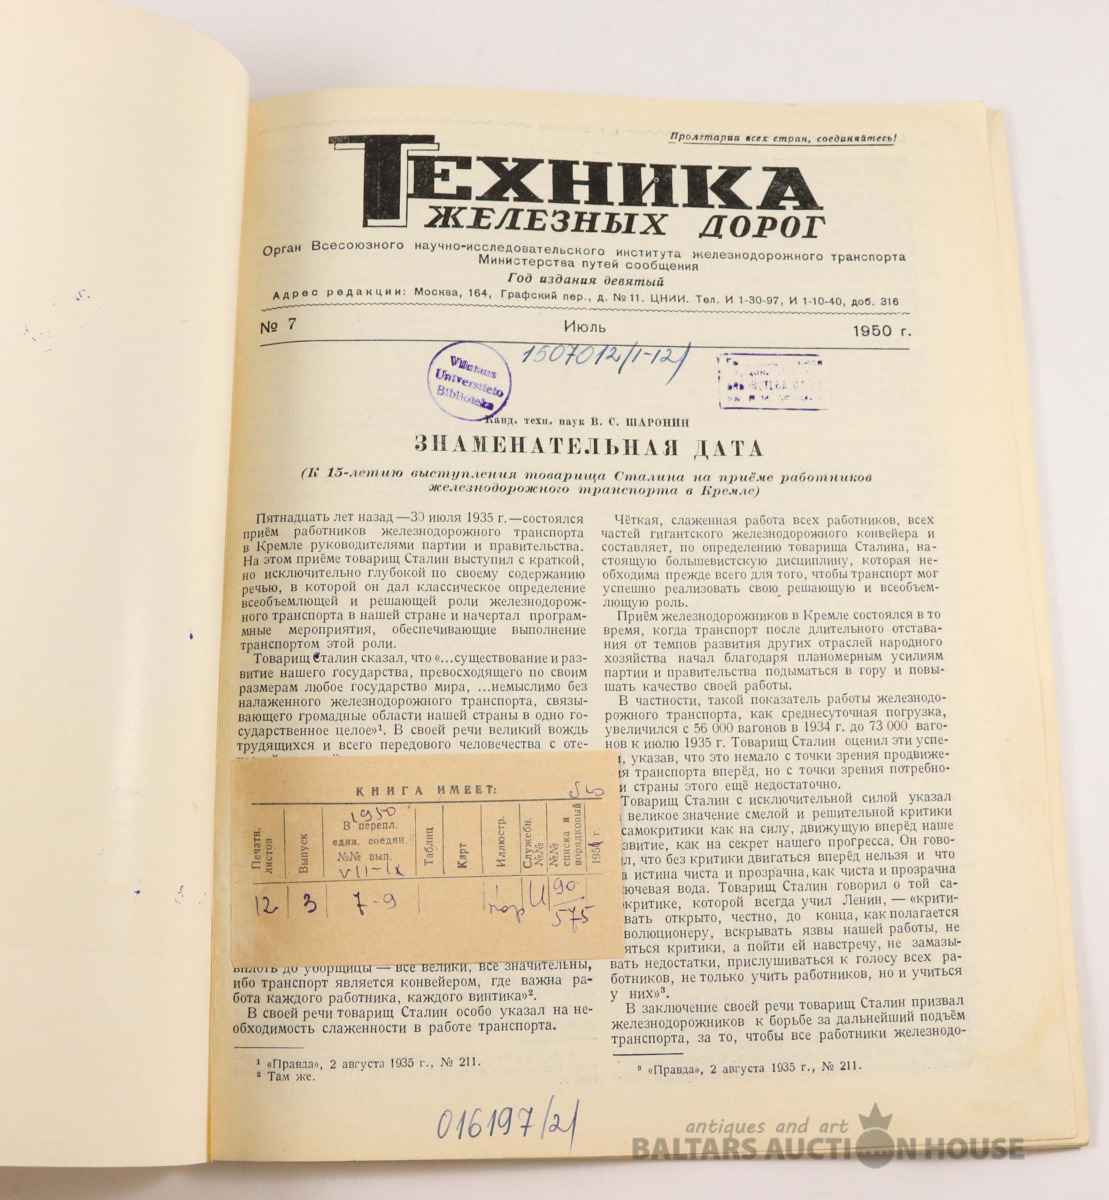 Пролетарии всех стран, соединяйтесь!
ТЕХНИКА
ЖЕЛЕЗНЫХ ДОРОГ
Орган Всесоюзного научно-исследовательского института железнодорожного транспорта
Министерства путей сообщения
Год издания девятый
Адрес редакции: Москва, 164, Графский пер., д. № 11. ЦНИИ. Тел. И 1-30-97, И 1-10-40, доб. 316
№ 7 Июль 1950 г.
1507012/1-12/
Vilniaus
Universiteto
Biblioteka
Канд. техн. наук В. С. ШАРОНИН
ЗНАМЕНАТЕЛЬНАЯ ДАТА
(К 15-летию выступления товарища Сталина на приёме работников
железнодорожного транспорта в Кремле)
Пятнадцать лет назад — 30 июля 1935 г. — состоялся
приём работников железнодорожного транспорта
в Кремле руководителями партии и правительства.
На этом приёме товарищ Сталин выступил с краткой,
но исключительно глубокой по своему содержанию
речью, в которой он дал классическое определение
всеобъемлющей и решающей роли железнодорож-
ного транспорта в нашей стране и начертал програм-
мные мероприятия, обеспечивающие выполнение
транспортом этой роли.
Товарищ Сталин сказал, что «...существование и раз-
витие нашего государства, превосходящего по своим
размерам любое государство мира, ...немыслимо без
налаженного железнодорожного транспорта, связы-
вающего громадные области нашей страны в одно го-
сударственное целое»¹. В своей речи великий вождь
трудящихся и всего передового человечества с оте-
КНИГА ИМЕЕТ:
Печатн. листов
Выпуск
1950
В перепл. един. соедин. №№ вып.
VII-IX
Таблиц
Карт
Иллюстр.
Служебн. №№
№№ списка и порядковый
195 г.
12 3 7-9 90/575
вплоть до уборщицы — все велики, все значительны,
ибо транспорт является конвейером, где важна ра-
бота каждого работника, каждого винтика»².
В своей речи товарищ Сталин особо указал на не-
обходимость слаженности в работе транспорта.
¹ «Правда», 2 августа 1935 г., № 211.
² Там же.
Чёткая, слаженная работа всех работников, всех
частей гигантского железнодорожного конвейера и
составляет, по определению товарища Сталина, на-
стоящую большевистскую дисциплину, которая не-
обходима прежде всего для того, чтобы транспорт мог
успешно реализовать свою решающую и всеобъем-
лющую роль.
Приём железнодорожников в Кремле состоялся в то
время, когда транспорт после длительного отстава-
ния от темпов развития других отраслей народного
хозяйства начал благодаря планомерным усилиям
партии и правительства подыматься в гору и повы-
шать качество своей работы.
В частности, такой показатель работы железнодо-
рожного транспорта, как среднесуточная погрузка,
увеличился с 56 000 вагонов в 1934 г. до 73 000 ваго-
нов к июлю 1935 г. Товарищ Сталин оценил эти успе-
и, указав, что это немало с точки зрения продвиже-
ия транспорта вперёд, но с точки зрения потребно-
и страны этого ещё недостаточно.
Товарищ Сталин с исключительной силой указал
великое значение смелой и решительной критики
самокритики как на силу, движущую вперёд наше
звитие, как на секрет нашего прогресса. Он гово-
л, что без критики двигаться вперёд нельзя и что
а истина чиста и прозрачна, как чиста и прозрачна
ючевая вода. Товарищ Сталин говорил о той са-
окритике, которой всегда учил Ленин, — «крити-
вать открыто, честно, до конца, как полагается
волюционеру, вскрывать язвы нашей работы, не
яться критики, а пойти ей навстречу, не замазы-
вать недостатки, прислушиваться к голосу всех ра-
ботников, не только учить работников, но и учиться
у них»³.
В заключение своей речи товарищ Сталин призвал
железнодорожников к борьбе за дальнейший подъём
транспорта, за то, чтобы все работники железнодо-
³ «Правда», 2 августа 1935 г., № 211.
016197/2/
antiques and art
BALTARS AUCTION HOUSE